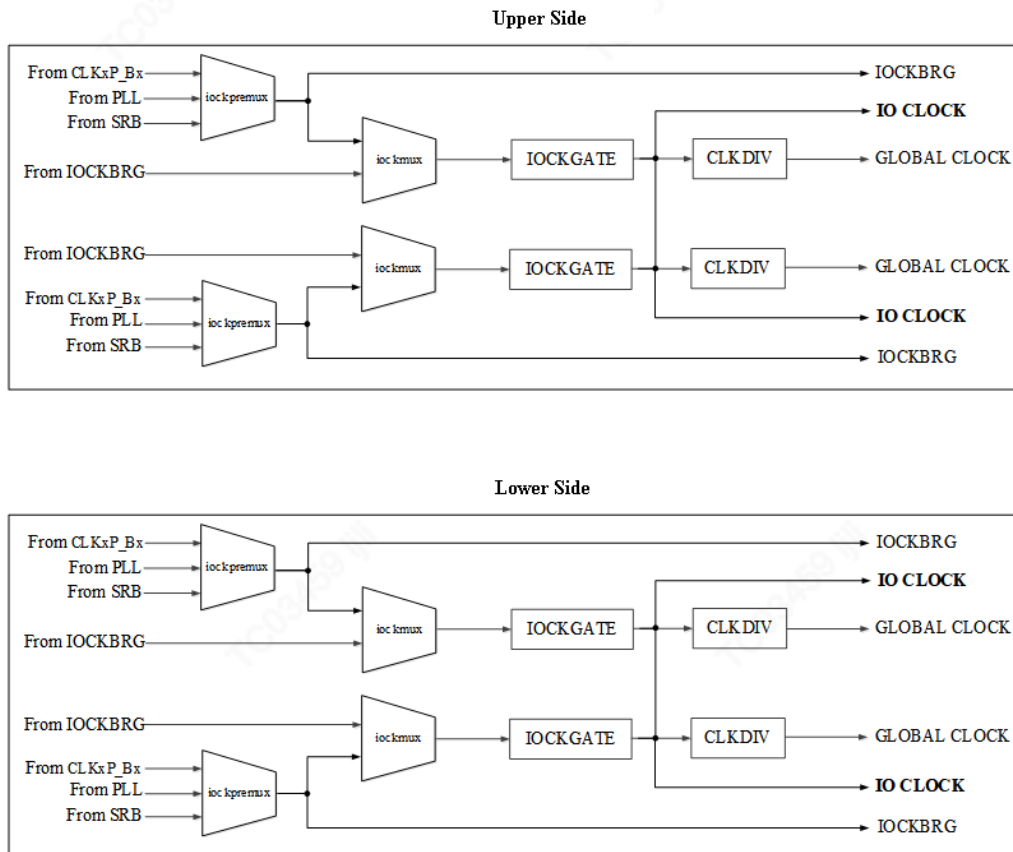 Upper Side
From CLKxP_Bx
From PLL
From SRB
iockpremux
IOCKBRG
IO CLOCK
From IOCKBRG
iockmux
IOCKGATE
CLKDIV
GLOBAL CLOCK
From IOCKBRG
iockmux
IOCKGATE
CLKDIV
GLOBAL CLOCK
From CLKxP_Bx
From PLL
From SRB
iockpremux
IO CLOCK
IOCKBRG
Lower Side
From CLKxP_Bx
From PLL
From SRB
iockpremux
IOCKBRG
IO CLOCK
From IOCKBRG
iockmux
IOCKGATE
CLKDIV
GLOBAL CLOCK
From IOCKBRG
iockmux
IOCKGATE
CLKDIV
GLOBAL CLOCK
From CLKxP_Bx
From PLL
From SRB
iockpremux
IO CLOCK
IOCKBRG